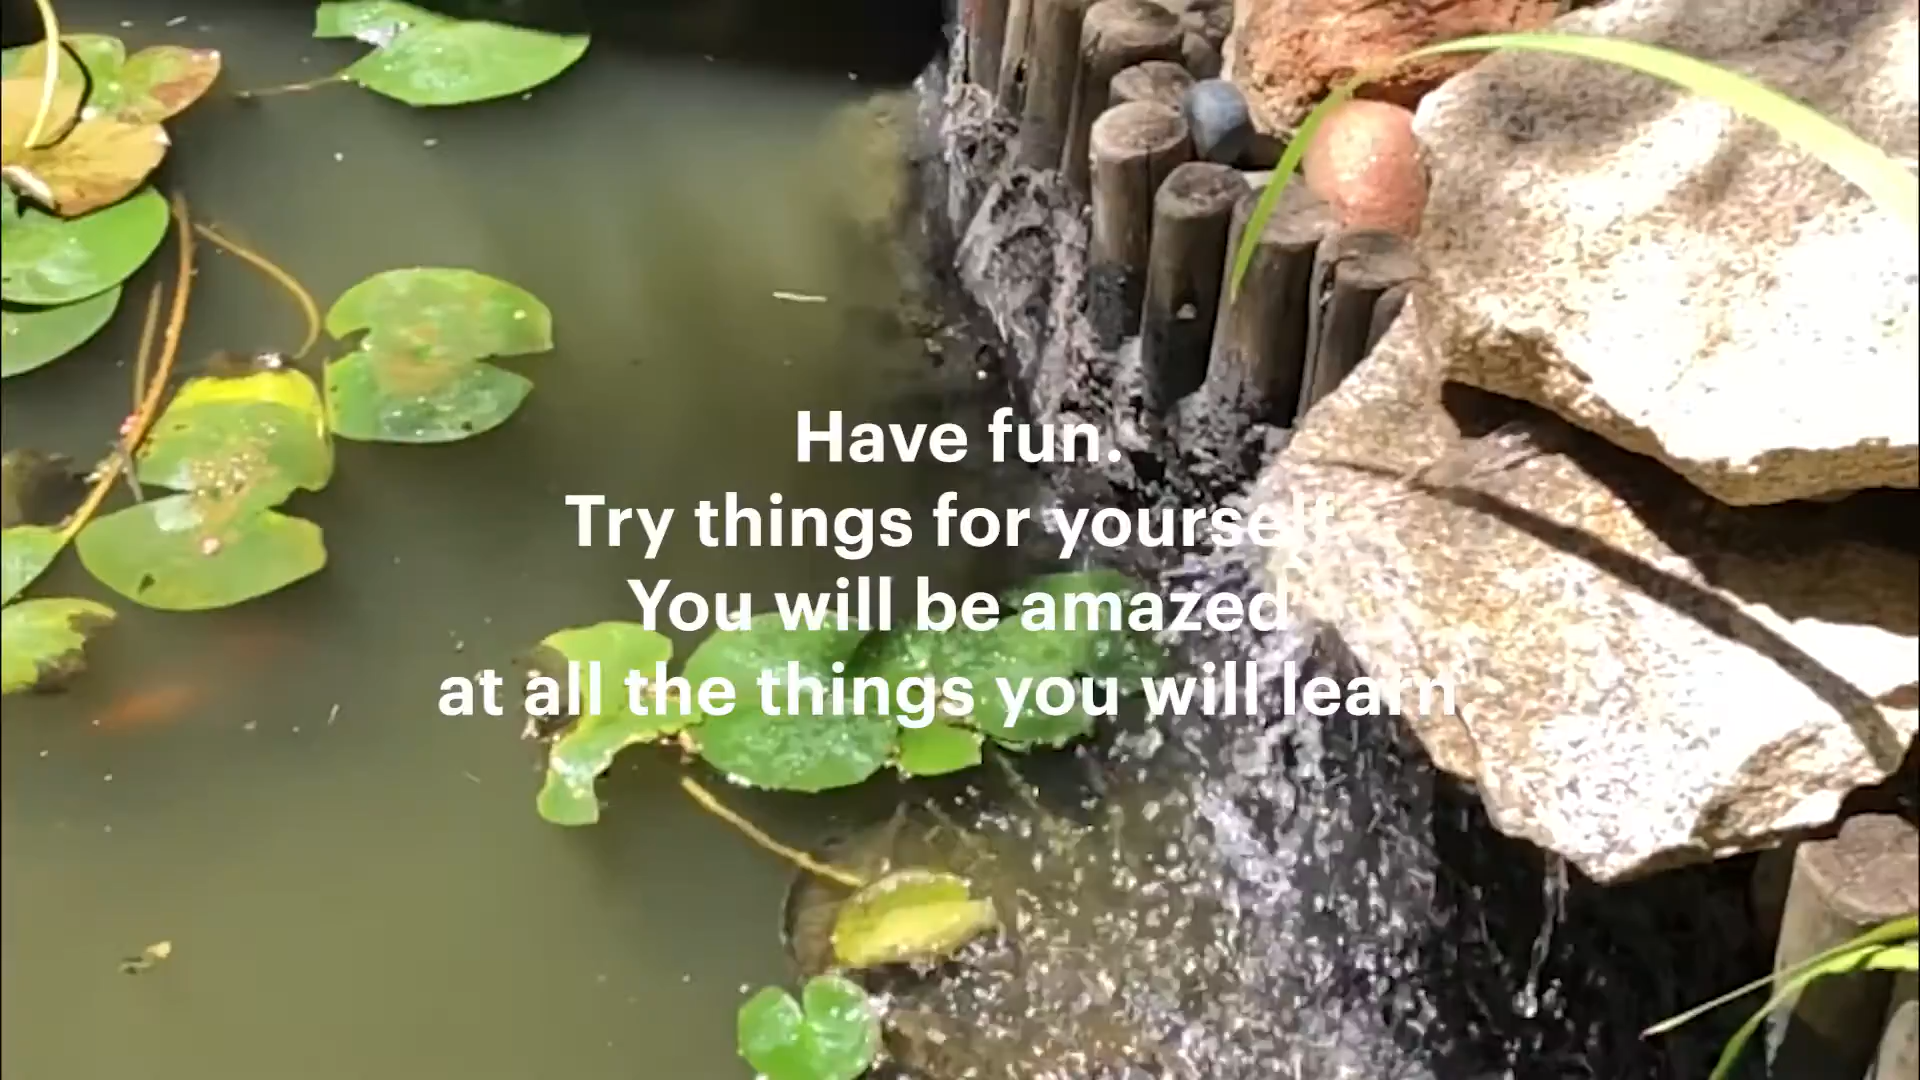 Have fun.
Try things for yourself.
You will be amazed
at all the things you will learn.